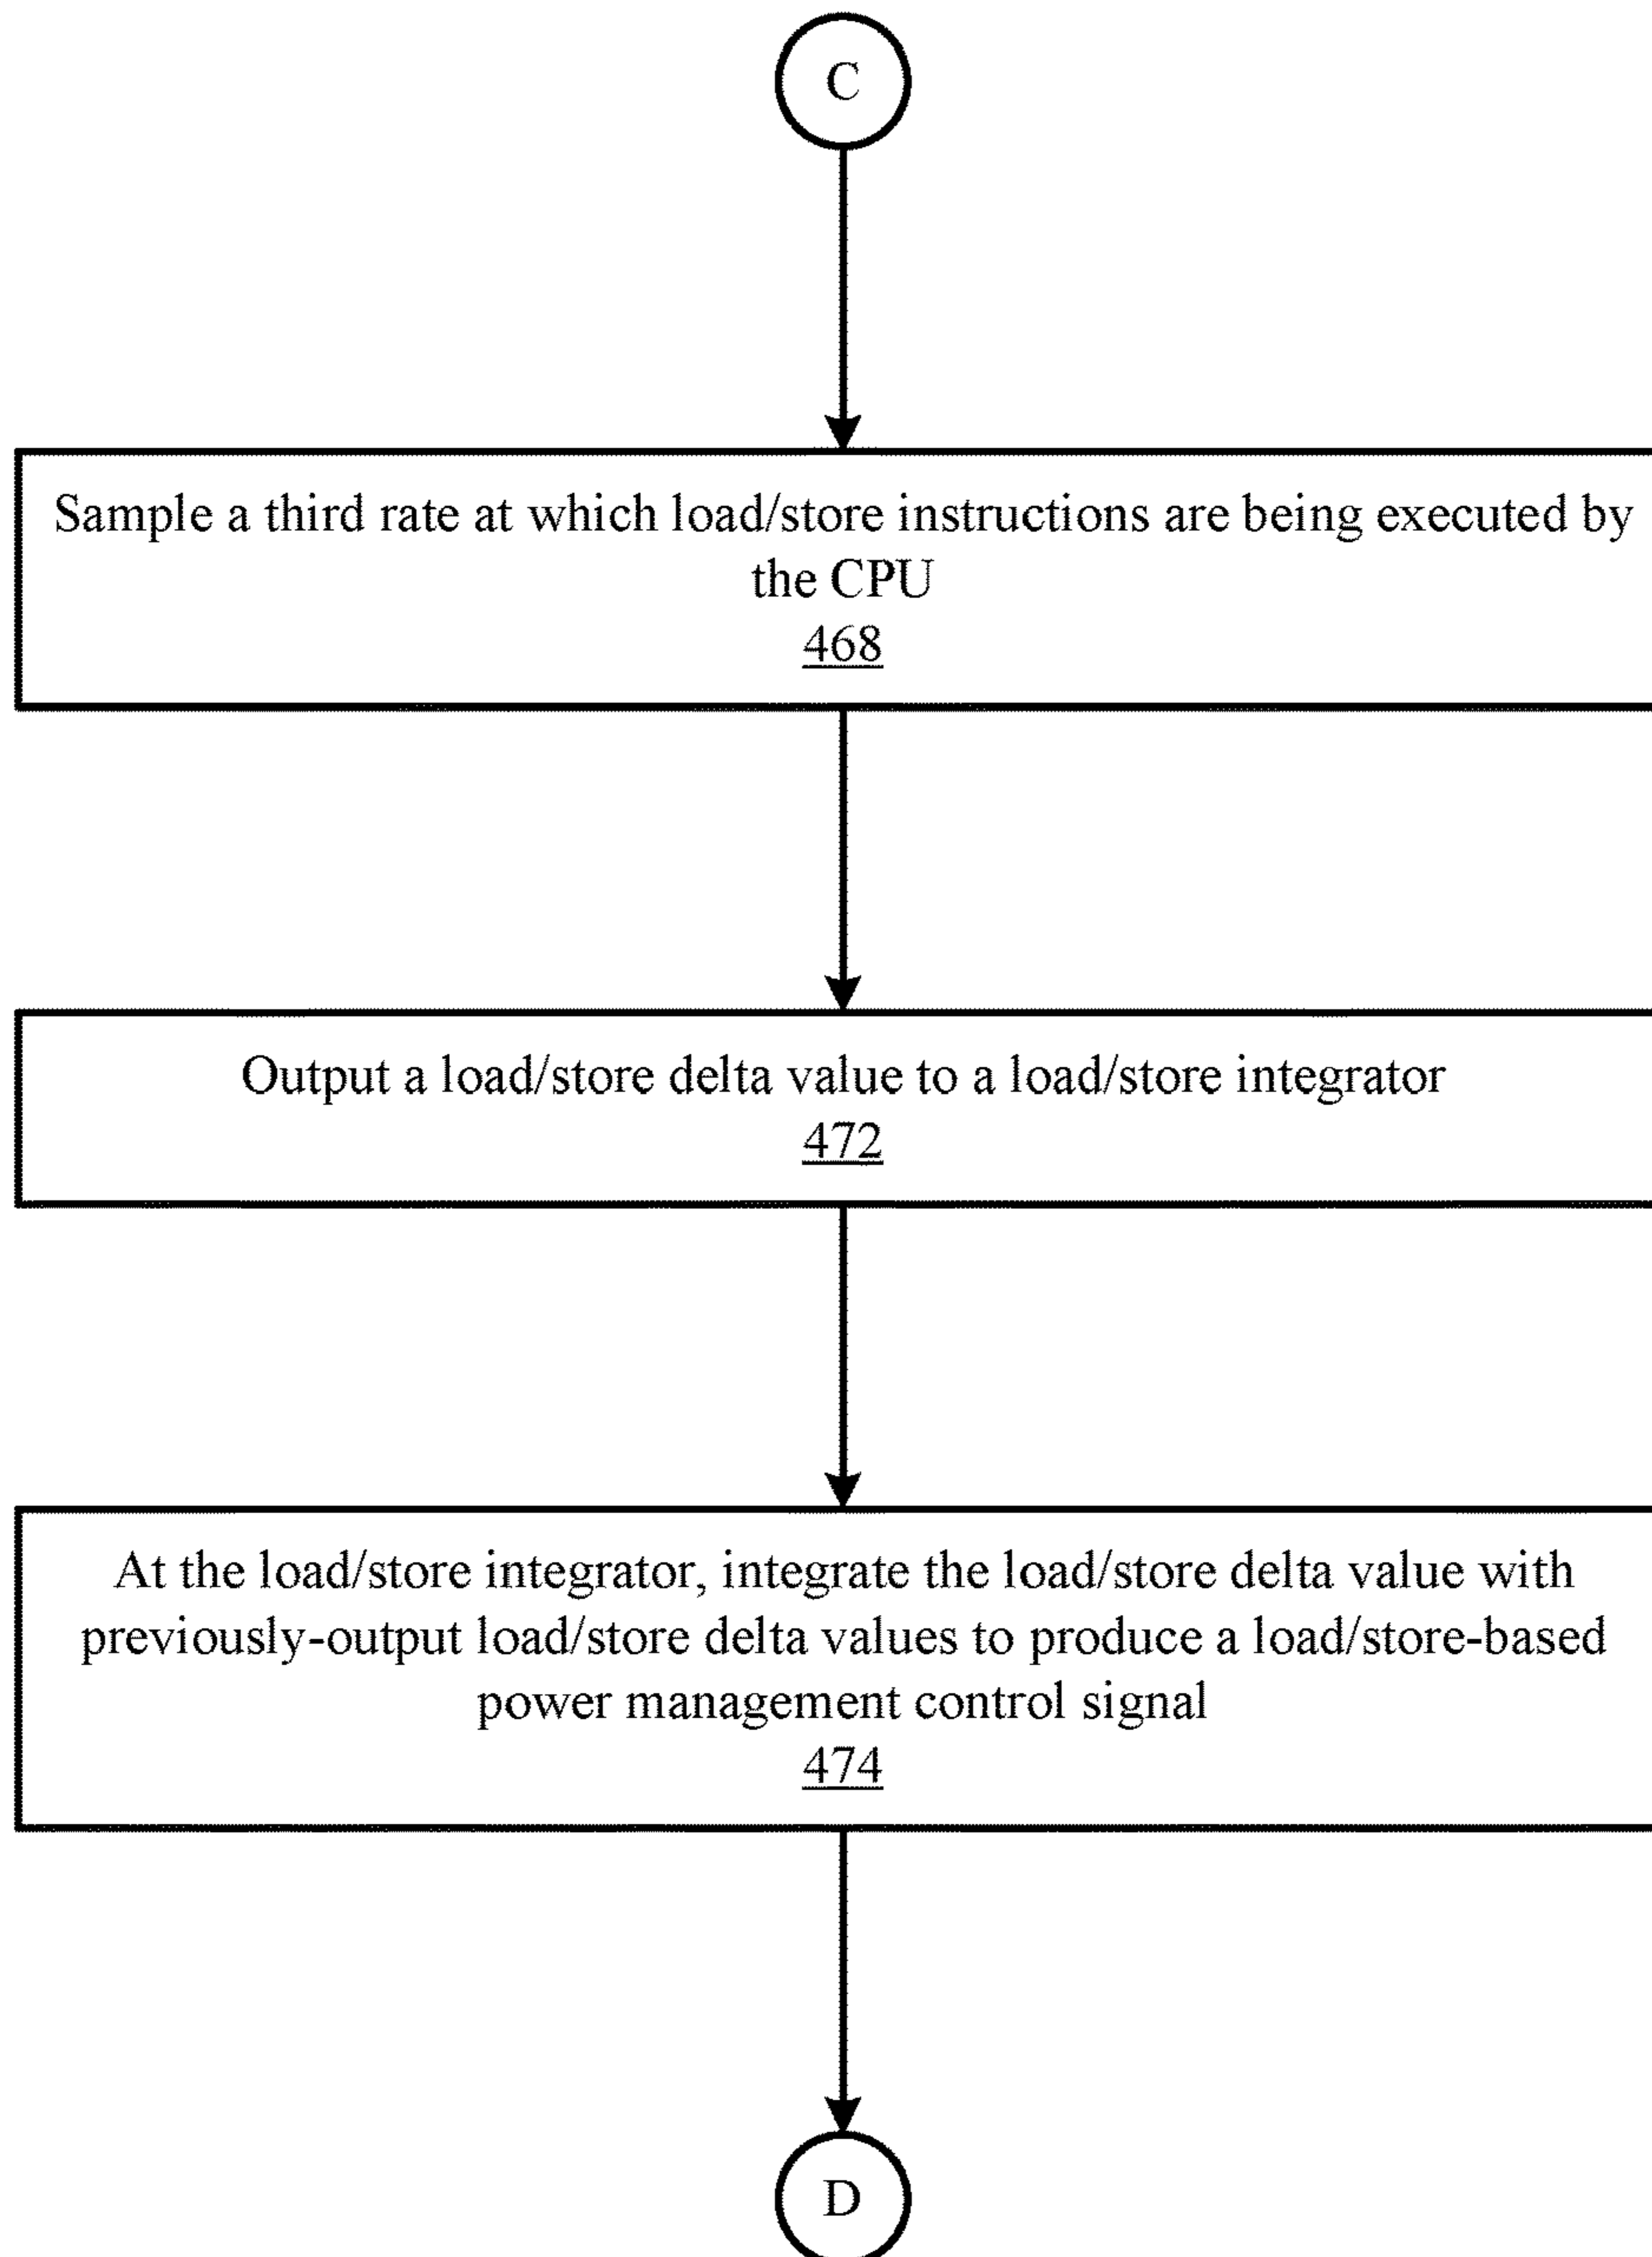 C
Sample a third rate at which load/store instructions are being executed by
the CPU
468
Output a load/store delta value to a load/store integrator
472
At the load/store integrator, integrate the load/store delta value with
previously-output load/store delta values to produce a load/store-based
power management control signal
474
D